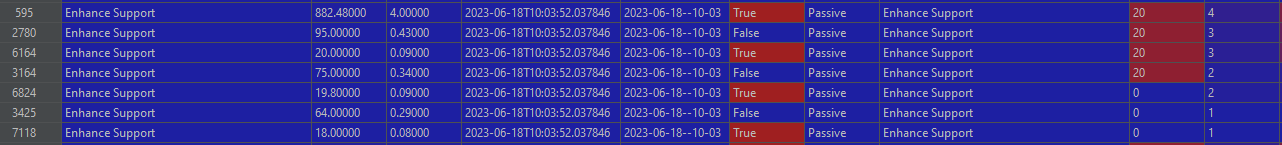 595 Enhance Support 882.48000 4.00000 2023-06-18T10:03:52.037846 2023-06-18--10-03 True Passive Enhance Support 20 4
2780 Enhance Support 95.00000 0.43000 2023-06-18T10:03:52.037846 2023-06-18--10-03 False Passive Enhance Support 20 3
6164 Enhance Support 20.00000 0.09000 2023-06-18T10:03:52.037846 2023-06-18--10-03 True Passive Enhance Support 20 3
3164 Enhance Support 75.00000 0.34000 2023-06-18T10:03:52.037846 2023-06-18--10-03 False Passive Enhance Support 20 2
6824 Enhance Support 19.80000 0.09000 2023-06-18T10:03:52.037846 2023-06-18--10-03 True Passive Enhance Support 0 2
3425 Enhance Support 64.00000 0.29000 2023-06-18T10:03:52.037846 2023-06-18--10-03 False Passive Enhance Support 0 1
7118 Enhance Support 18.00000 0.08000 2023-06-18T10:03:52.037846 2023-06-18--10-03 True Passive Enhance Support 0 1